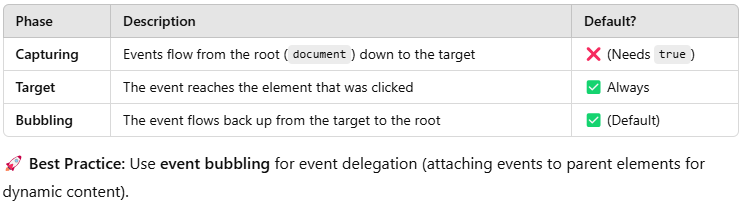 Phase Description Default?
Capturing Events flow from the root (document) down to the target ❌ (Needs true)
Target The event reaches the element that was clicked ✅ Always
Bubbling The event flows back up from the target to the root ✅ (Default)
🚀 Best Practice: Use event bubbling for event delegation (attaching events to parent elements for
dynamic content).